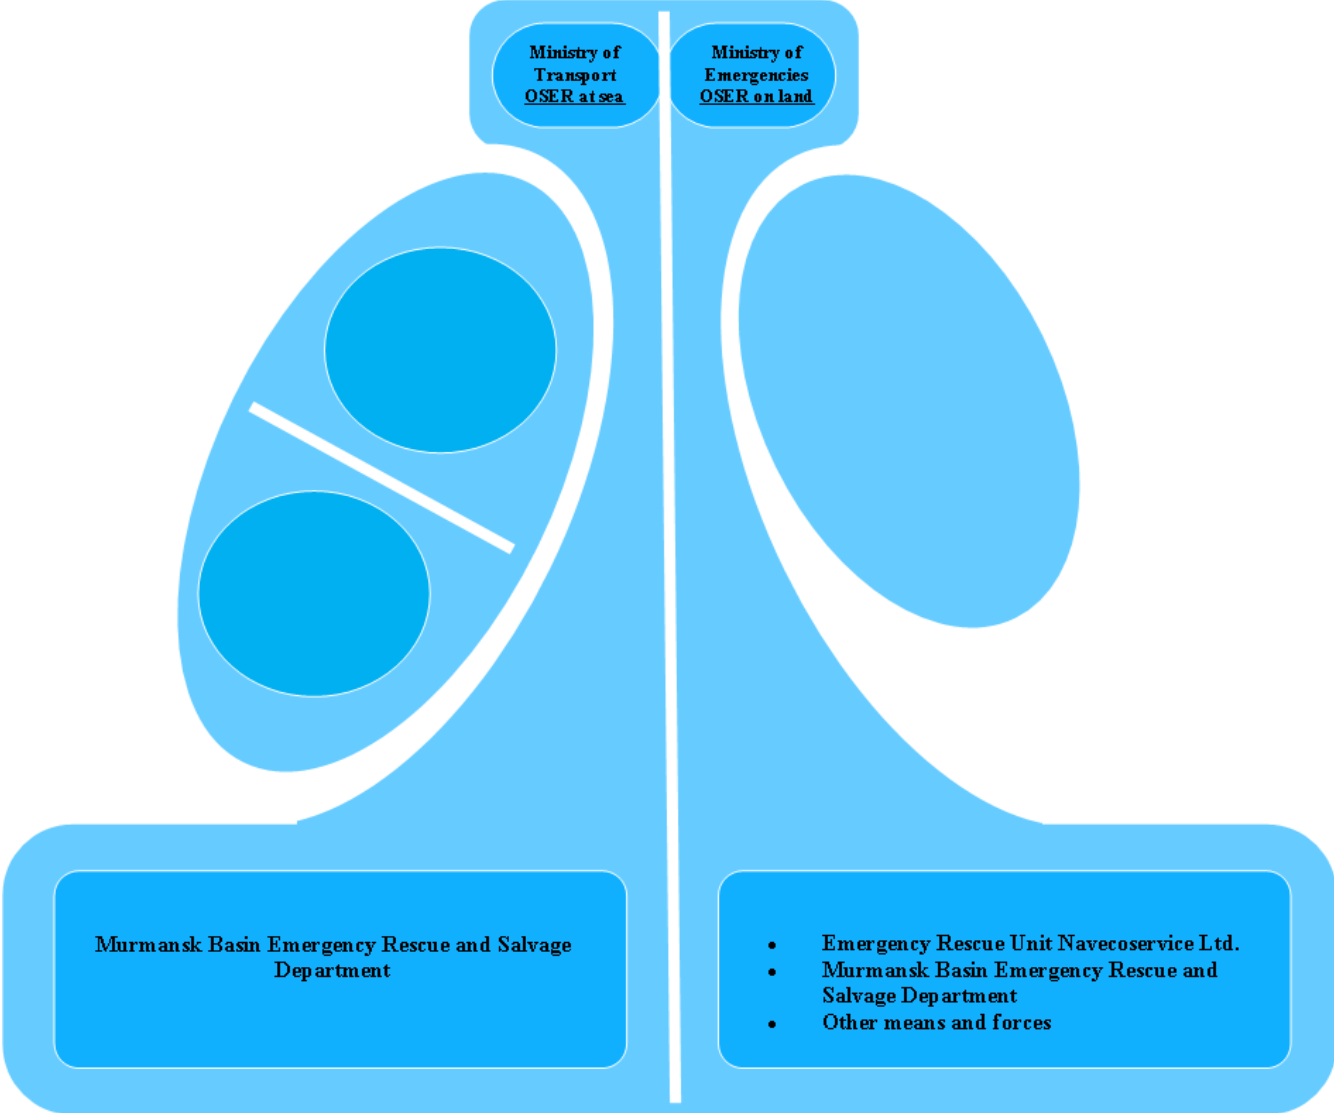 Ministry of
Transport
OSER at sea
Ministry of
Emergencies
OSER on land
Murmansk Basin Emergency Rescue and Salvage
Department
• Emergency Rescue Unit Navecoservice Ltd.
• Murmansk Basin Emergency Rescue and
Salvage Department
• Other means and forces